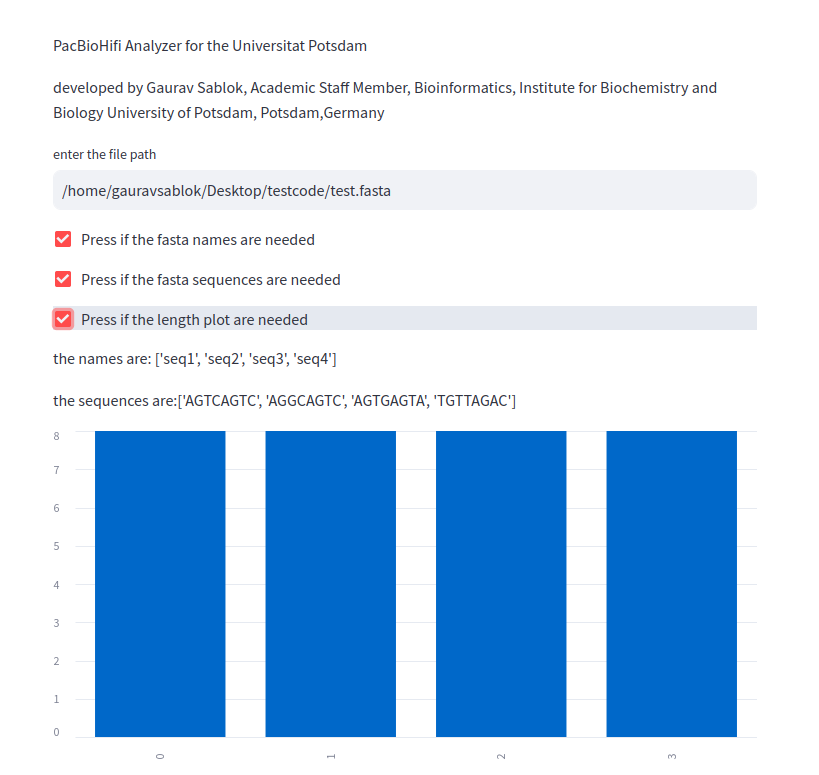 PacBioHifi Analyzer for the Universitat Potsdam
developed by Gaurav Sablok, Academic Staff Member, Bioinformatics, Institute for Biochemistry and
Biology University of Potsdam, Potsdam,Germany
enter the file path
/home/gauravsablok/Desktop/testcode/test.fasta
Press if the fasta names are needed
Press if the fasta sequences are needed
Press if the length plot are needed
the names are: ['seq1', 'seq2', 'seq3', 'seq4']
the sequences are:['AGTCAGTC', 'AGGCAGTC', 'AGTGAGTA', 'TGTTAGAC']
8
7
6
5
4
3
2
1
0
0
1
2
3